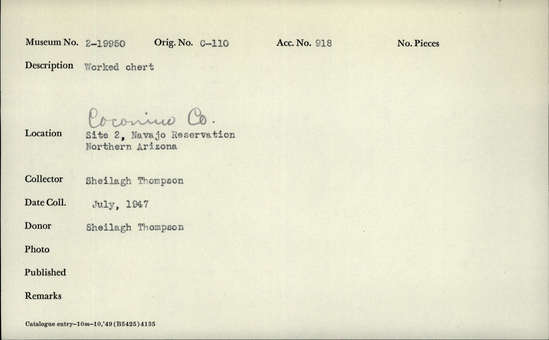 Museum No. 2-19950 Orig. No. C-110 Acc. No. 918 No. Pieces
Description Worked chert
Coconino Co.
Location Site 2, Navajo Reservation
Northern Arizona
Collector Sheilagh Thompson
Date Coll. July, 1947
Donor Sheilagh Thompson
Photo
Published
Remarks
Catalogue entry-10m-10,'49 (B5425) 4135